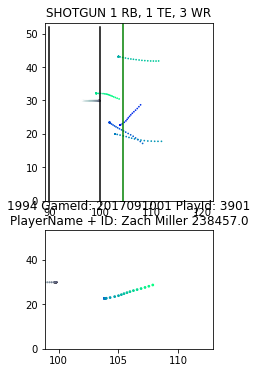 SHOTGUN 1 RB, 1 TE, 3 WR
50
40
30
20
10
0
90 100 110 120
1994 GameId: 2017091001 PlayId: 3901
PlayerName + ID: Zach Miller 238457.0
40
20
0
100 105 110